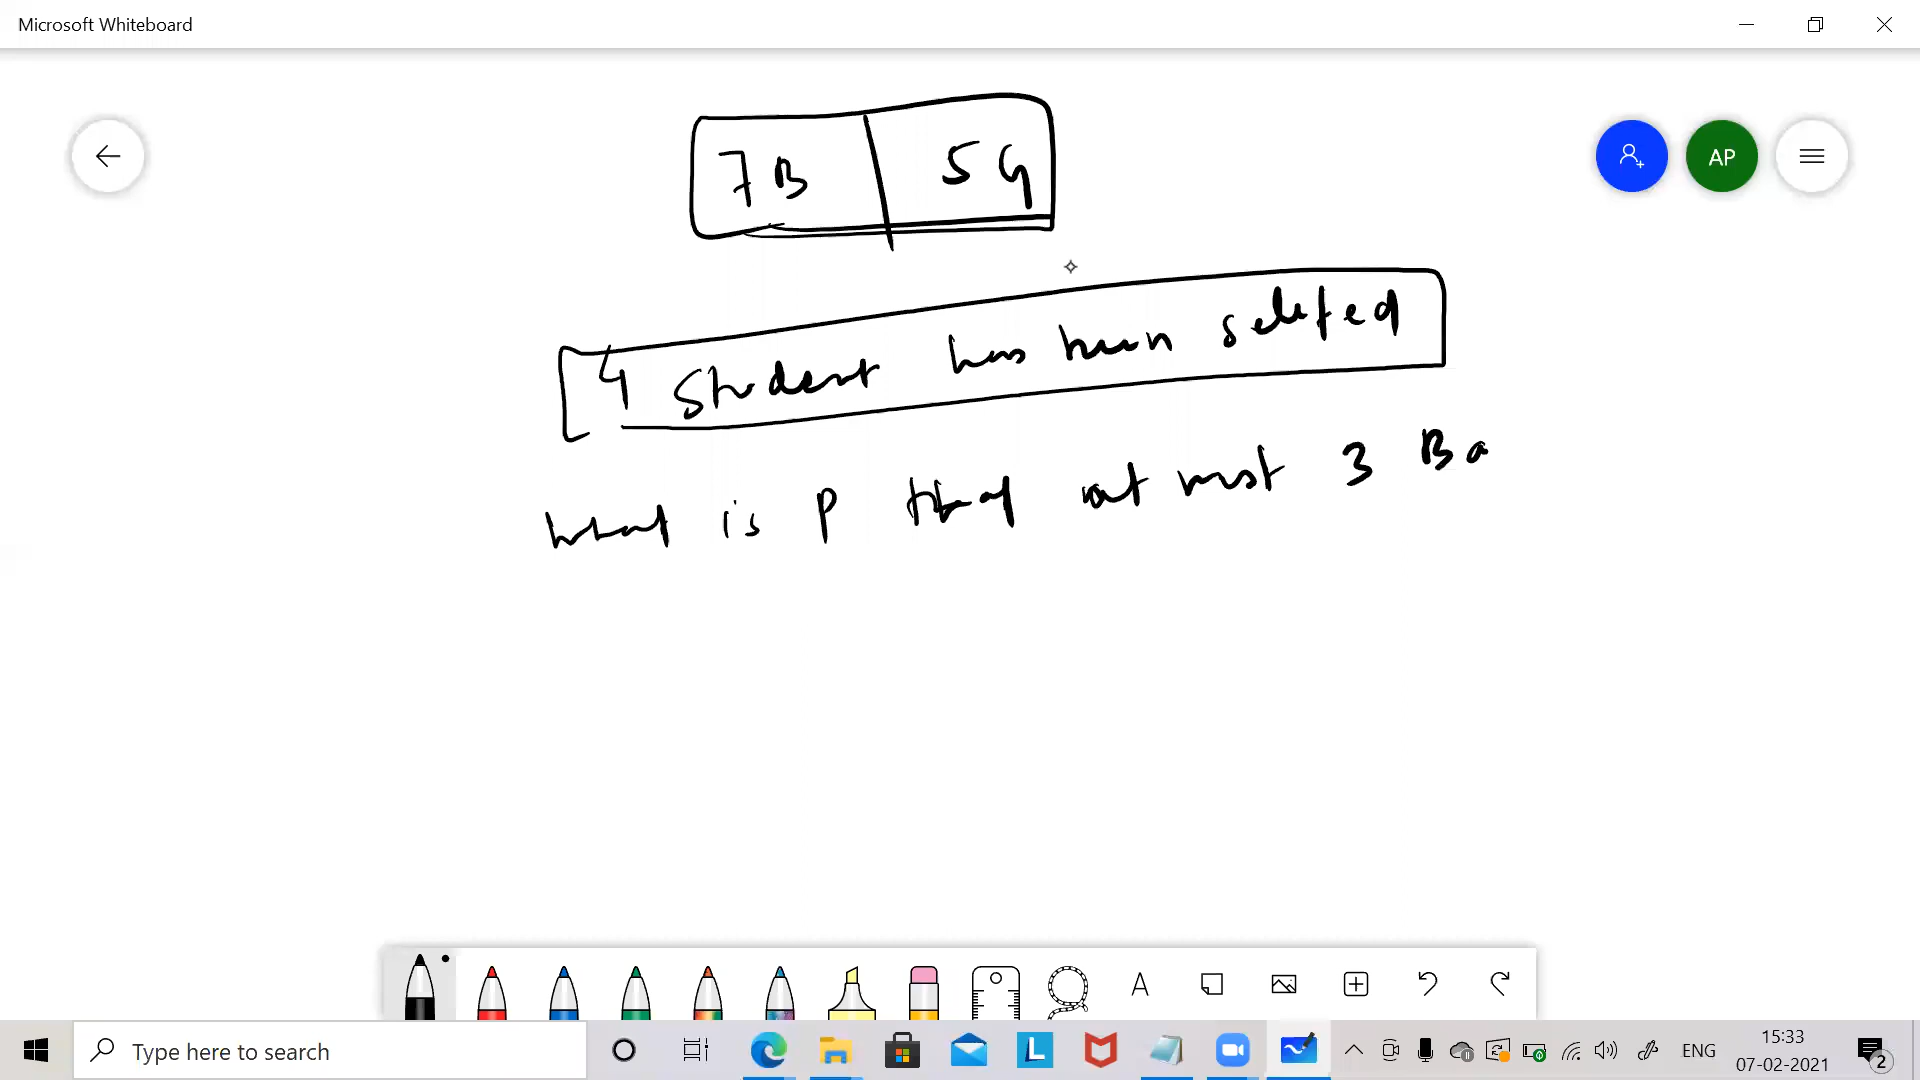 Microsoft Whiteboard
AP
7B 5G
4 Student has been selected
What is P that at most 3 B a
A
Type here to search
L
ENG
15:33
07-02-2021
2